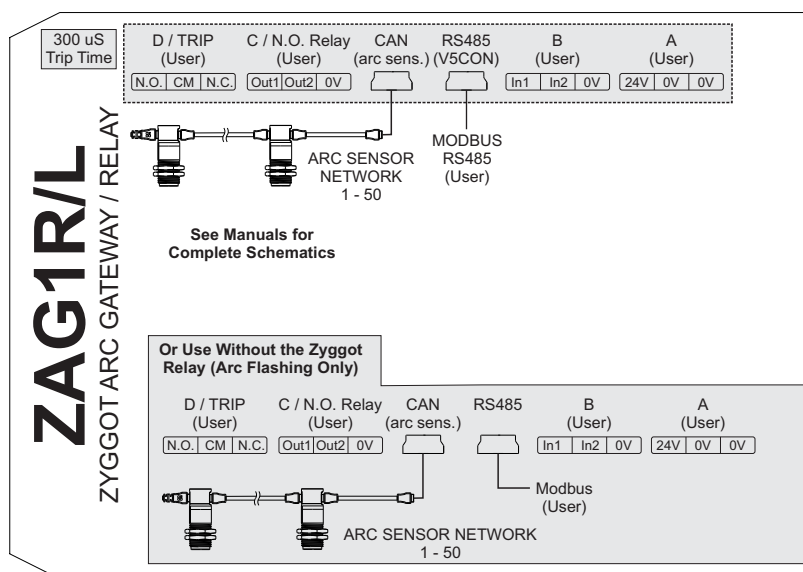 300 uS
Trip Time
D / TRIP
(User)
C / N.O. Relay
(User)
CAN
(arc sens.)
RS485
(V5CON)
B
(User)
A
(User)
N.O. CM N.C.
Out1 Out2 0V
In1 In2 0V
24V 0V 0V
ARC SENSOR
NETWORK
1 - 50
MODBUS
RS485
(User)
See Manuals for
Complete Schematics
ZAG1R/L
ZYGGOT ARC GATEWAY / RELAY
Or Use Without the Zyggot
Relay (Arc Flashing Only)
D / TRIP
(User)
C / N.O. Relay
(User)
CAN
(arc sens.)
RS485
B
(User)
A
(User)
N.O. CM N.C.
Out1 Out2 0V
In1 In2 0V
24V 0V 0V
Modbus
(User)
ARC SENSOR NETWORK
1 - 50